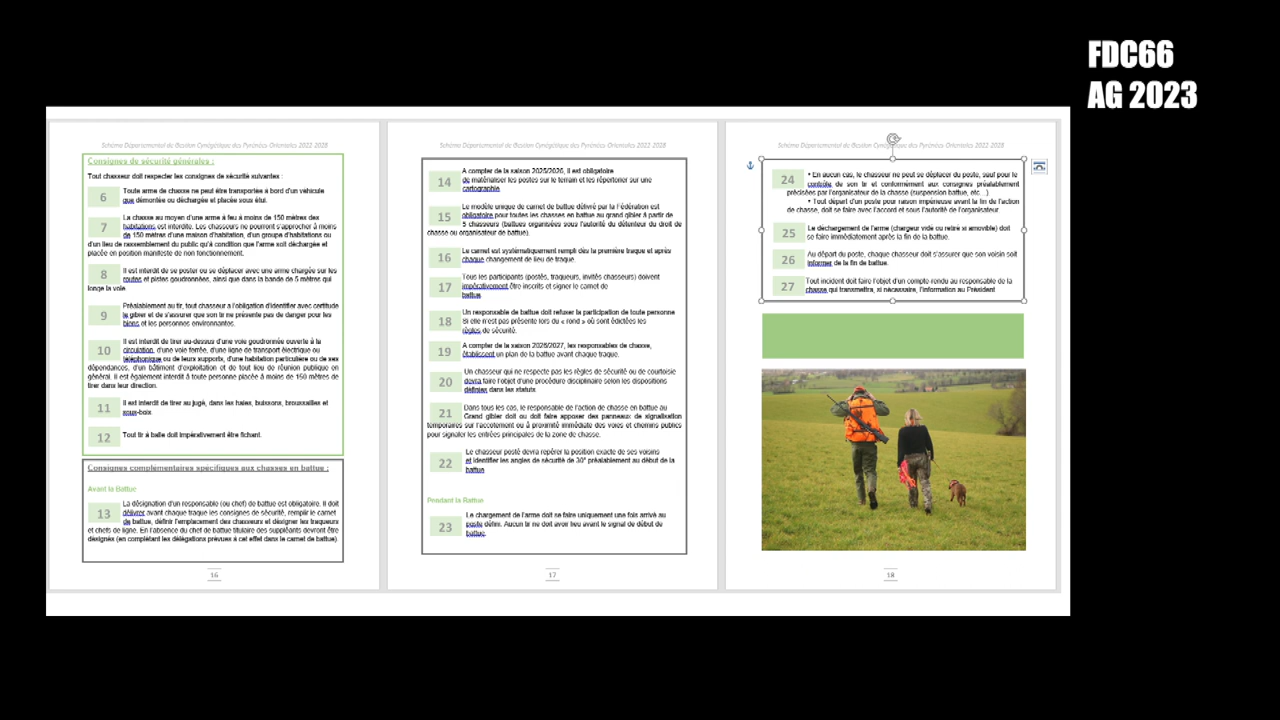 FDC66
AG 2023
Schéma Départemental de Gestion Cynégétique des Pyrénées Orientales 2022-2028
Consignes de sécurité générales :
Tout chasseur doit respecter les consignes de sécurité suivantes :
6
Toute arme de chasse ne peut être transportée à bord d'un véhicule
que démontée ou déchargée et placée sous étui.
7
La chasse au moyen d'une arme à feu à moins de 150 mètres des
habitations est interdite. Les chasseurs ne pourront s'approcher à moins
de 150 mètres d'une maison d'habitation, d'un groupe d'habitations ou
d'un lieu de rassemblement du public qu'à condition que l'arme soit déchargée et
placée en position manifeste de non fonctionnement.
8
Il est interdit de se poster ou se déplacer avec une arme chargée sur les
routes et pistes goudronnées, ainsi que dans la bande de 5 mètres qui
longe la voie
9
Préalablement au tir, tout chasseur a l'obligation d'identifier avec certitude
le gibier et de s'assurer que son tir ne présente pas de danger pour les
biens et les personnes environnantes.
10
Il est interdit de tirer au-dessus d'une voie goudronnée ouverte à la
circulation, d'une voie ferrée, d'une ligne de transport électrique ou
téléphonique ou de leurs supports, d'une habitation particulière ou de ses
dépendances, d'un bâtiment d'exploitation et de tout lieu de réunion publique en
général. Il est également interdit à toute personne placée à moins de 150 mètres de
tirer dans leur direction.
11
Il est interdit de tirer au jugé, dans les haies, buissons, broussailles et
sous-bois
12
Tout tir à balle doit impérativement être fichant.
Consignes complémentaires spécifiques aux chasses en battue :
Avant la Battue
13
La désignation d'un responsable (ou chef) de battue est obligatoire. Il doit
délivrer avant chaque traque les consignes de sécurité, remplir le carnet
de battue, définir l'emplacement des chasseurs et désigner les traqueurs
et chefs de ligne. En l'absence du chef de battue titulaire des suppléants devront être
désignés (en complétant les délégations prévues à cet effet dans le carnet de battue).
16
Schéma Départemental de Gestion Cynégétique des Pyrénées Orientales 2022-2028
14
A compter de la saison 2025/2026, il est obligatoire
de matérialiser les postes sur le terrain et les répertorier sur une
cartographie
15
Le modèle unique de carnet de battue délivré par la Fédération est
obligatoire pour toutes les chasses en battue au grand gibier à partir de
5 chasseurs (battues organisées sous l'autorité du détenteur du droit de
chasse ou organisateur de battue).
16
Le carnet est systématiquement rempli dès la première traque et après
chaque changement de lieu de traque.
17
Tous les participants (postés, traqueurs, invités chasseurs) doivent
impérativement être inscrits et signer le carnet de
battue
18
Un responsable de battue doit refuser la participation de toute personne
Si elle n'est pas présente lors du « rond » où sont édictées les
règles de sécurité.
19
A compter de la saison 2026/2027, les responsables de chasse,
établissent un plan de la battue avant chaque traque.
20
Un chasseur qui ne respecte pas les règles de sécurité ou de courtoisie
devra faire l'objet d'une procédure disciplinaire selon les dispositions
définies dans les statuts
21
Dans tous les cas, le responsable de l'action de chasse en battue au
Grand gibier doit ou doit faire apposer des panneaux de signalisation
temporaires sur l'accotement ou à proximité immédiate des voies et chemins publics
pour signaler les entrées principales de la zone de chasse.
22
Le chasseur posté devra repérer la position exacte de ses voisins
et identifier les angles de sécurité de 30° préalablement au début de la
battue
Pendant la Battue
23
Le chargement de l'arme doit se faire uniquement une fois arrivé au
poste défini. Aucun tir ne doit avoir lieu avant le signal de début de
battue.
17
Schéma Départemental de Gestion Cynégétique des Pyrénées Orientales 2022-2028
24
• En aucun cas, le chasseur ne peut se déplacer du poste, sauf pour le
contrôle de son tir et conformément aux consignes préalablement
précisées par l'organisateur de la chasse (suspension battue, etc...)
• Tout départ du poste pour raison impérieuse avant la fin de l'action
de chasse, doit se faire avec l'accord et sous l'autorité de l'organisateur.
25
Le déchargement de l'arme (chargeur vidé ou retiré si amovible) doit
se faire immédiatement après la fin de la battue.
26
Au départ du poste, chaque chasseur doit s'assurer que son voisin soit
informer de la fin de battue.
27
Tout incident doit faire l'objet d'un compte rendu au responsable de la
chasse qui transmettra, si nécessaire, l'information au Président
18